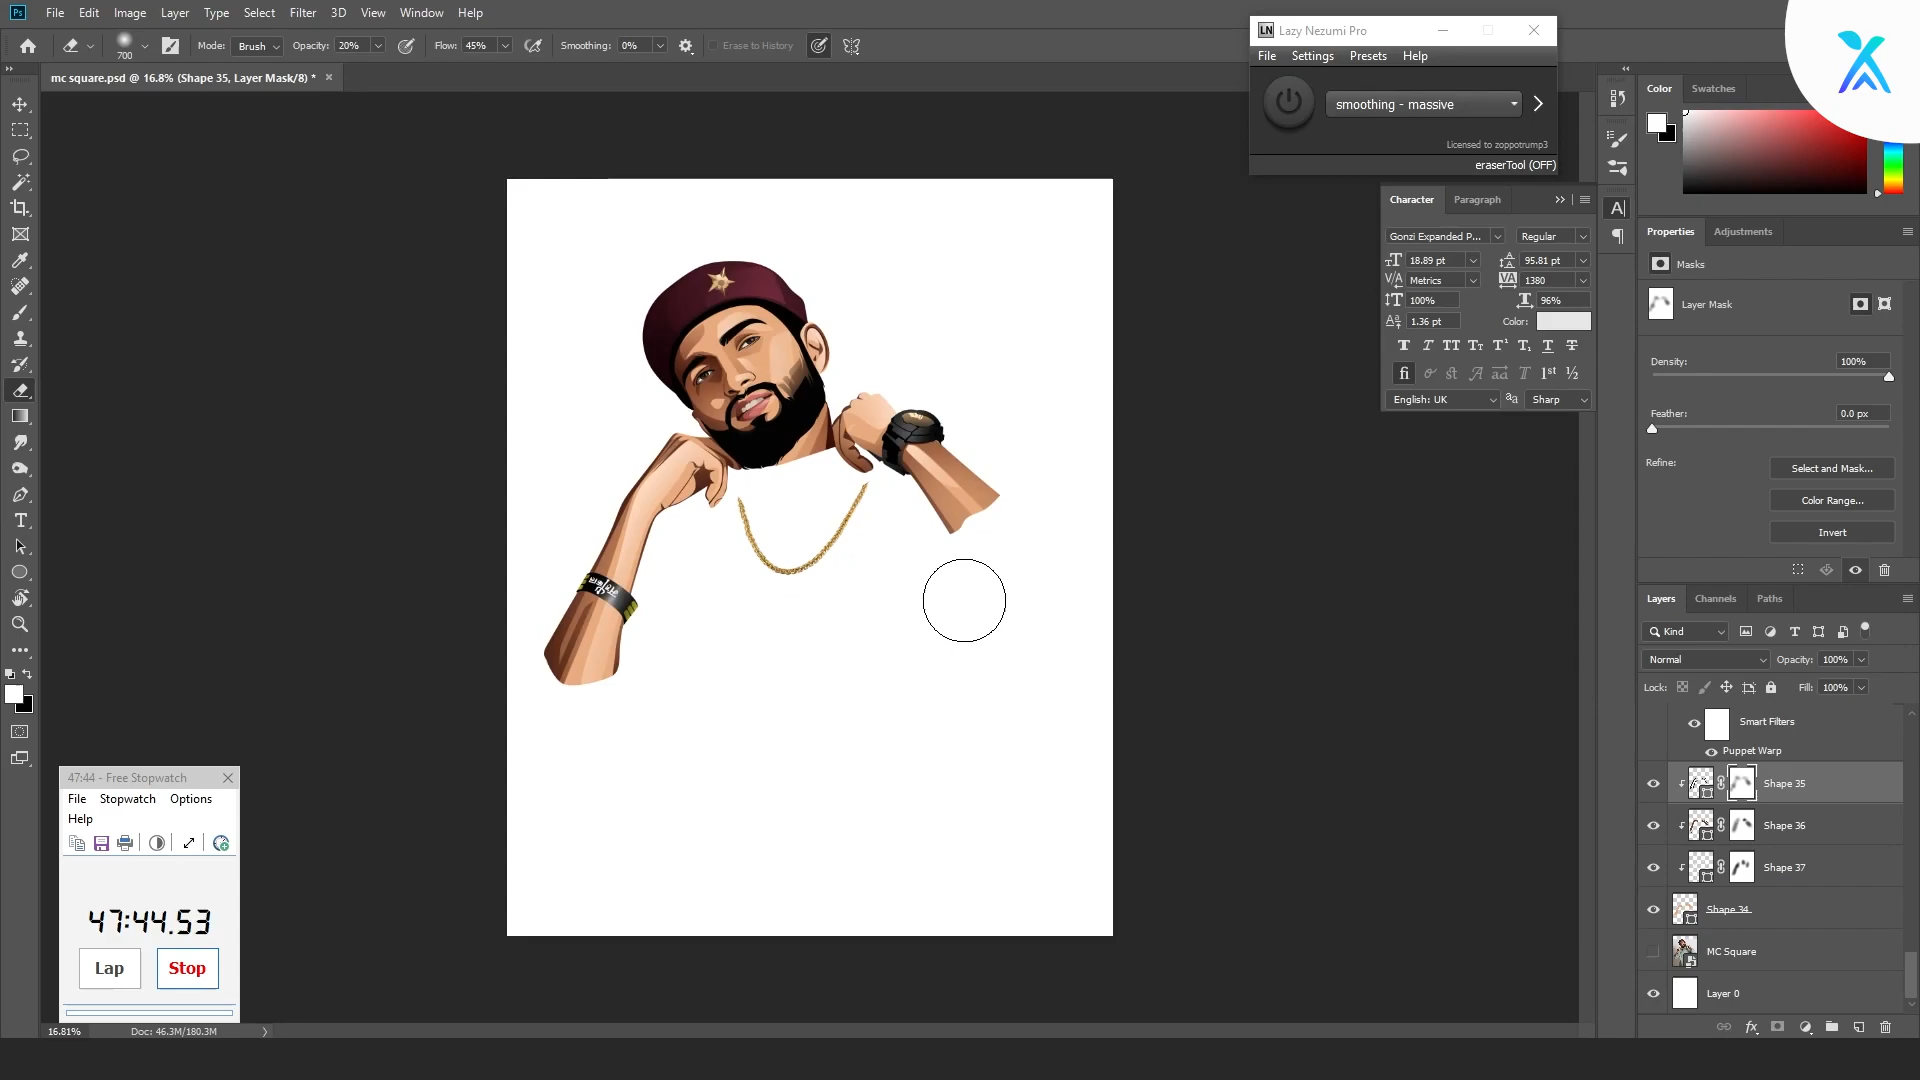 Ps File Edit Image Layer Type Select Filter 3D View Window Help
700 Mode: Brush Opacity: 20% Flow: 45% Smoothing: 0% Erase to History
mc square.psd @ 16.8% (Shape 35, Layer Mask/8) *
LN Lazy Nezumi Pro
File Settings Presets Help
smoothing - massive
Licensed to zoppotrump3
eraserTool (OFF)
Character Paragraph
Gonzi Expanded P... Regular
18.89 pt 95.81 pt
Metrics 1380
100% 96%
1.36 pt Color:
English: UK Sharp
Color Swatches
Properties Adjustments
Masks
Layer Mask
Density: 100%
Feather: 0.0 px
Refine: Select and Mask...
Color Range...
Invert
Layers Channels Paths
Kind
Normal Opacity: 100%
Lock: Fill: 100%
Smart Filters
Puppet Warp
Shape 35
Shape 36
Shape 37
Shape 34
MC Square
Layer 0
47:44 - Free Stopwatch
File Stopwatch Options
Help
47:44.53
Lap Stop
16.81% Doc: 46.3M/180.3M